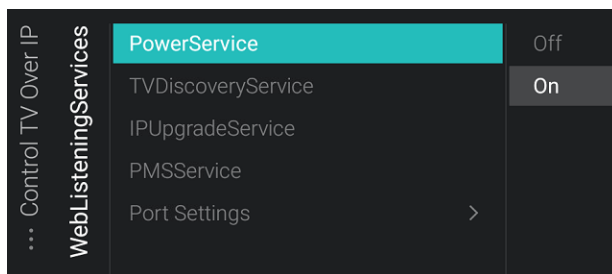 ... Control TV Over IP
WebListeningServices
PowerService
TVDiscoveryService
IPUpgradeService
PMSService
Port Settings
Off
On